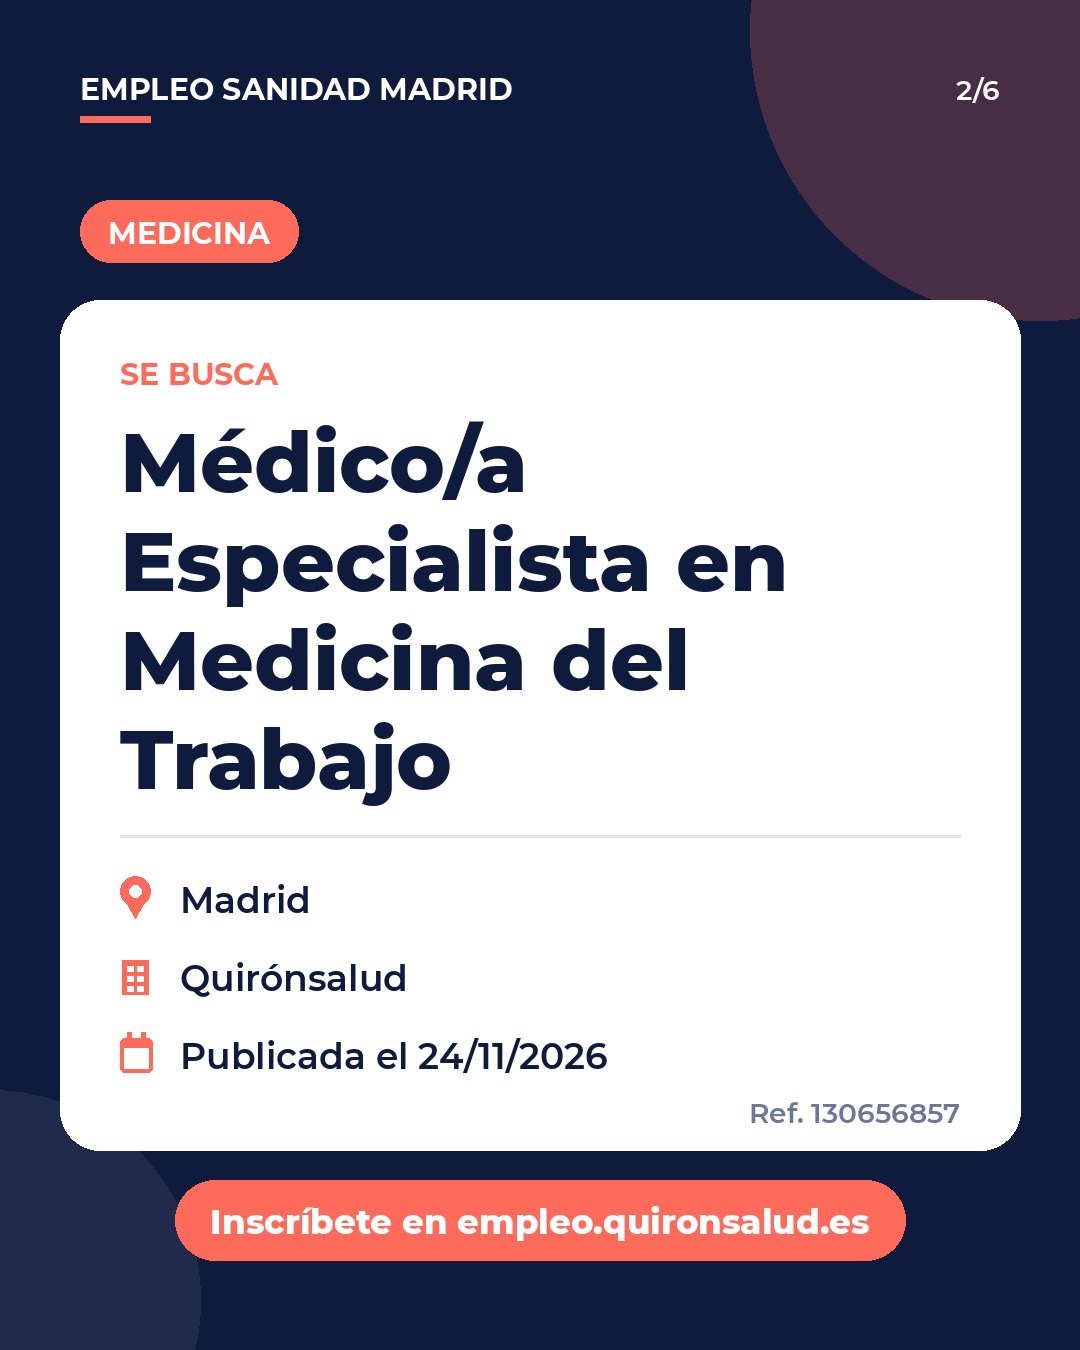 EMPLEO SANIDAD MADRID
2/6
MEDICINA
SE BUSCA
Médico/a
Especialista en
Medicina del
Trabajo
Madrid
Quirónsalud
Publicada el 24/11/2026
Ref. 130656857
Inscríbete en empleo.quironsalud.es